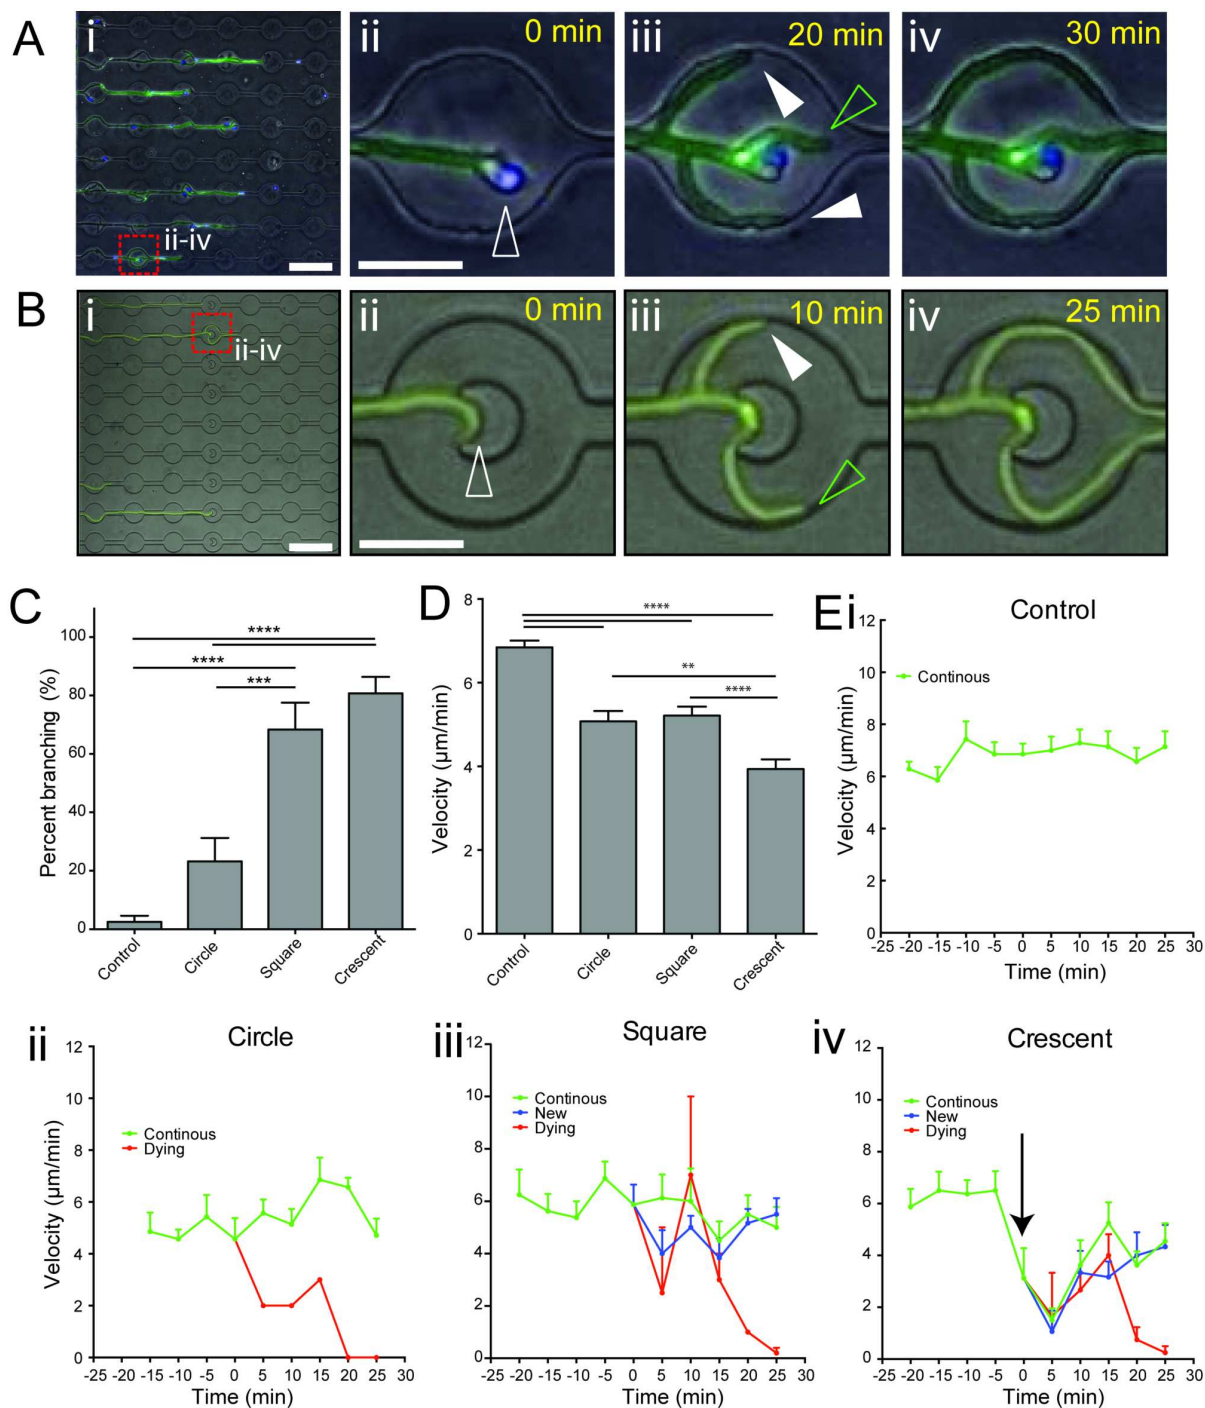 A
i
ii-iv
ii
0 min
iii
20 min
iv
30 min
B
i
ii-iv
ii
0 min
iii
10 min
iv
25 min
C
Percent branching (%)
100
80
60
40
20
0
****
****
***
Control
Circle
Square
Crescent
D
Velocity (μm/min)
8
6
4
2
0
****
**
****
Control
Circle
Square
Crescent
Ei
Control
Velocity (μm/min)
12
10
8
6
4
2
0
Continous
-25 -20 -15 -10 -5 0 5 10 15 20 25 30
Time (min)
ii
Circle
Velocity (μm/min)
12
10
8
6
4
2
0
Continous
Dying
-25 -20 -15 -10 -5 0 5 10 15 20 25 30
Time (min)
iii
Square
12
10
8
6
4
2
0
Continous
New
Dying
-25 -20 -15 -10 -5 0 5 10 15 20 25 30
Time (min)
iv
Crescent
12
10
8
6
4
2
0
Continous
New
Dying
-25 -20 -15 -10 -5 0 5 10 15 20 25 30
Time (min)